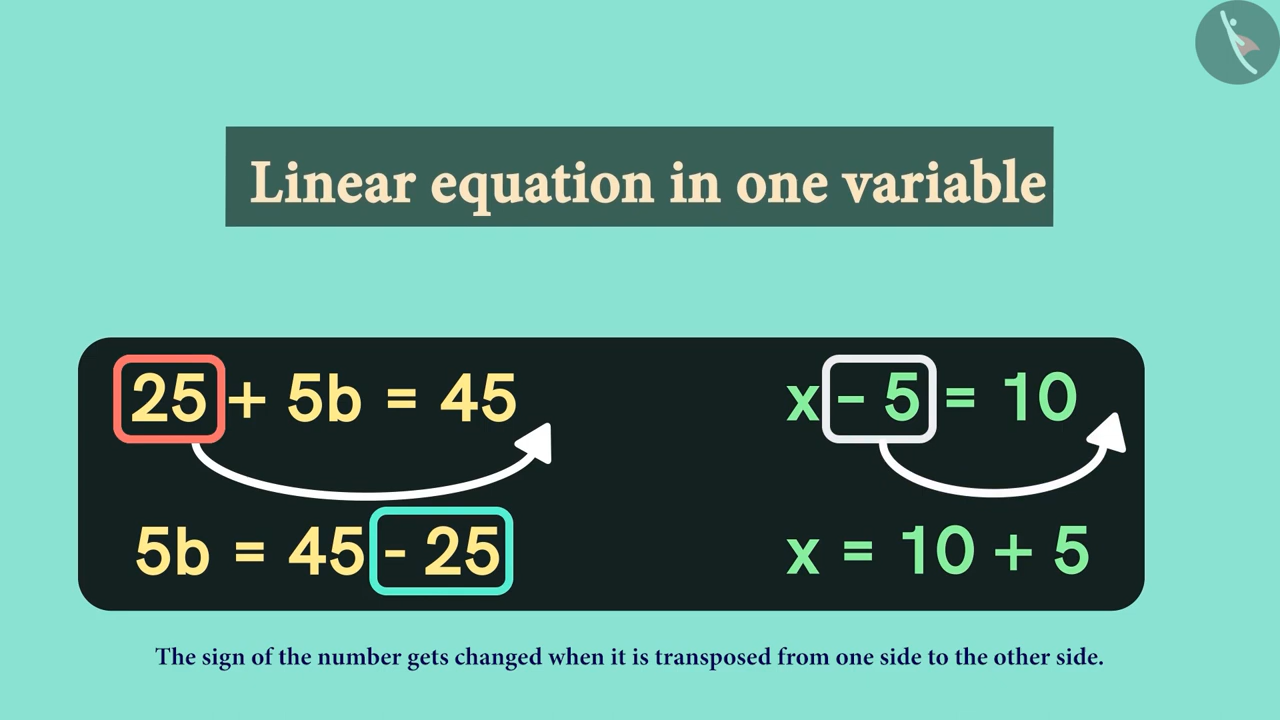 Linear equation in one variable
25 + 5b = 45
5b = 45 - 25
x - 5 = 10
x = 10 + 5
The sign of the number gets changed when it is transposed from one side to the other side.